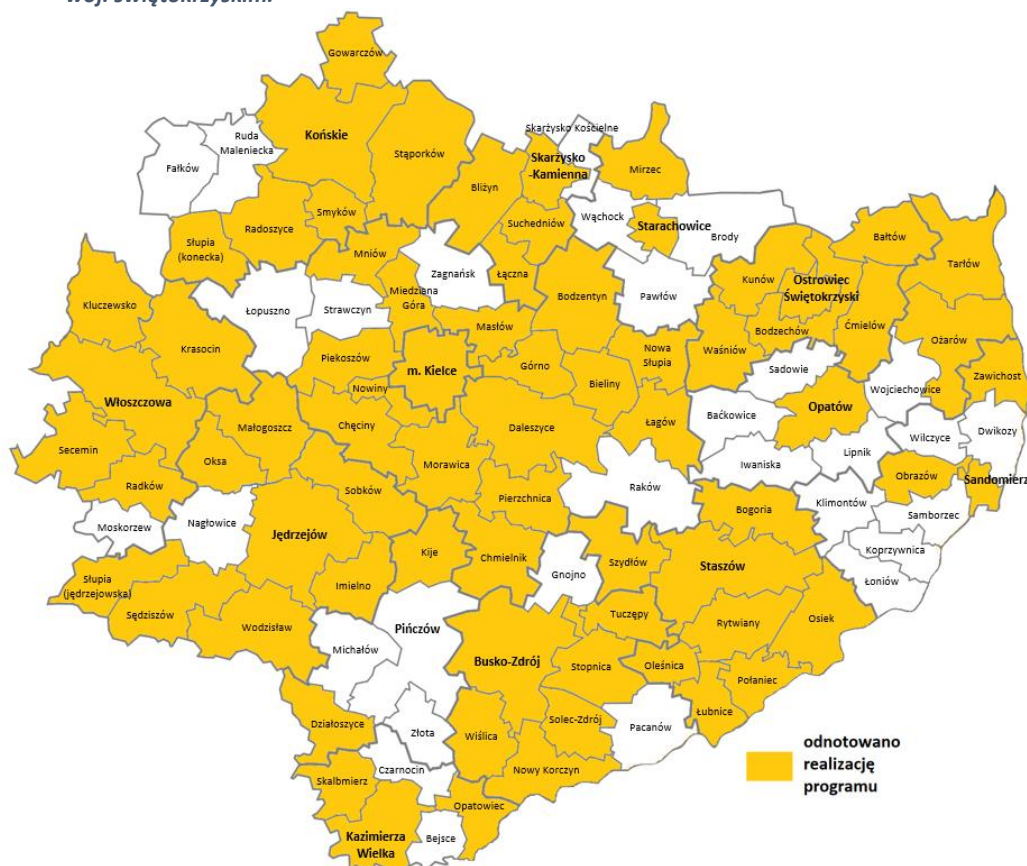 woj. świętokrzyskim
Gowarczów
Końskie
Ruda
Maleniecka
Fałków
Stąporków
Skarżysko Kościelne
Skarżysko
-Kamienna
Mirzec
Bliżyn
Smyków
Radoszyce
Słupia
(konecka)
Suchedniów
Wąchock
Starachowice
Brody
Bałtów
Tarłów
Mniów
Zagnańsk
Łączna
Kluczewsko
Łopuszno
Strawczyn
Miedziana
Góra
Bodzentyn
Pawłów
Kunów
Ostrowiec
Świętokrzyski
Krasocin
Masłów
Bodzechów
Ćmielów
Ożarów
Piekoszów
m. Kielce
Górno
Nowa
Słupia
Waśniów
Sadowie
Wojciechowice
Zawichost
Nowiny
Bieliny
Włoszczowa
Małogoszcz
Chęciny
Daleszyce
Łagów
Baćkowice
Opatów
Wilczyce
Dwikozy
Secemin
Oksa
Morawica
Iwaniska
Lipnik
Radków
Sobków
Pierzchnica
Raków
Obrazów
Sandomierz
Moskorzew
Nagłowice
Klimontów
Samborzec
Bogoria
Jędrzejów
Kije
Chmielnik
Koprzywnica
Słupia
(jędrzejowska)
Imielno
Gnojno
Szydłów
Staszów
Łoniów
Sędziszów
Wodzisław
Pińczów
Tuczępy
Rytwiany
Osiek
Michałów
Busko-Zdrój
Stopnica
Oleśnica
Połaniec
Działoszyce
Złota
Wiślica
Solec-Zdrój
Pacanów
Łubnice
Czarnocin
Skalbmierz
Nowy Korczyn
Opatowiec
Kazimierza
Wielka
Bejsce
odnotowano
realizację
programu